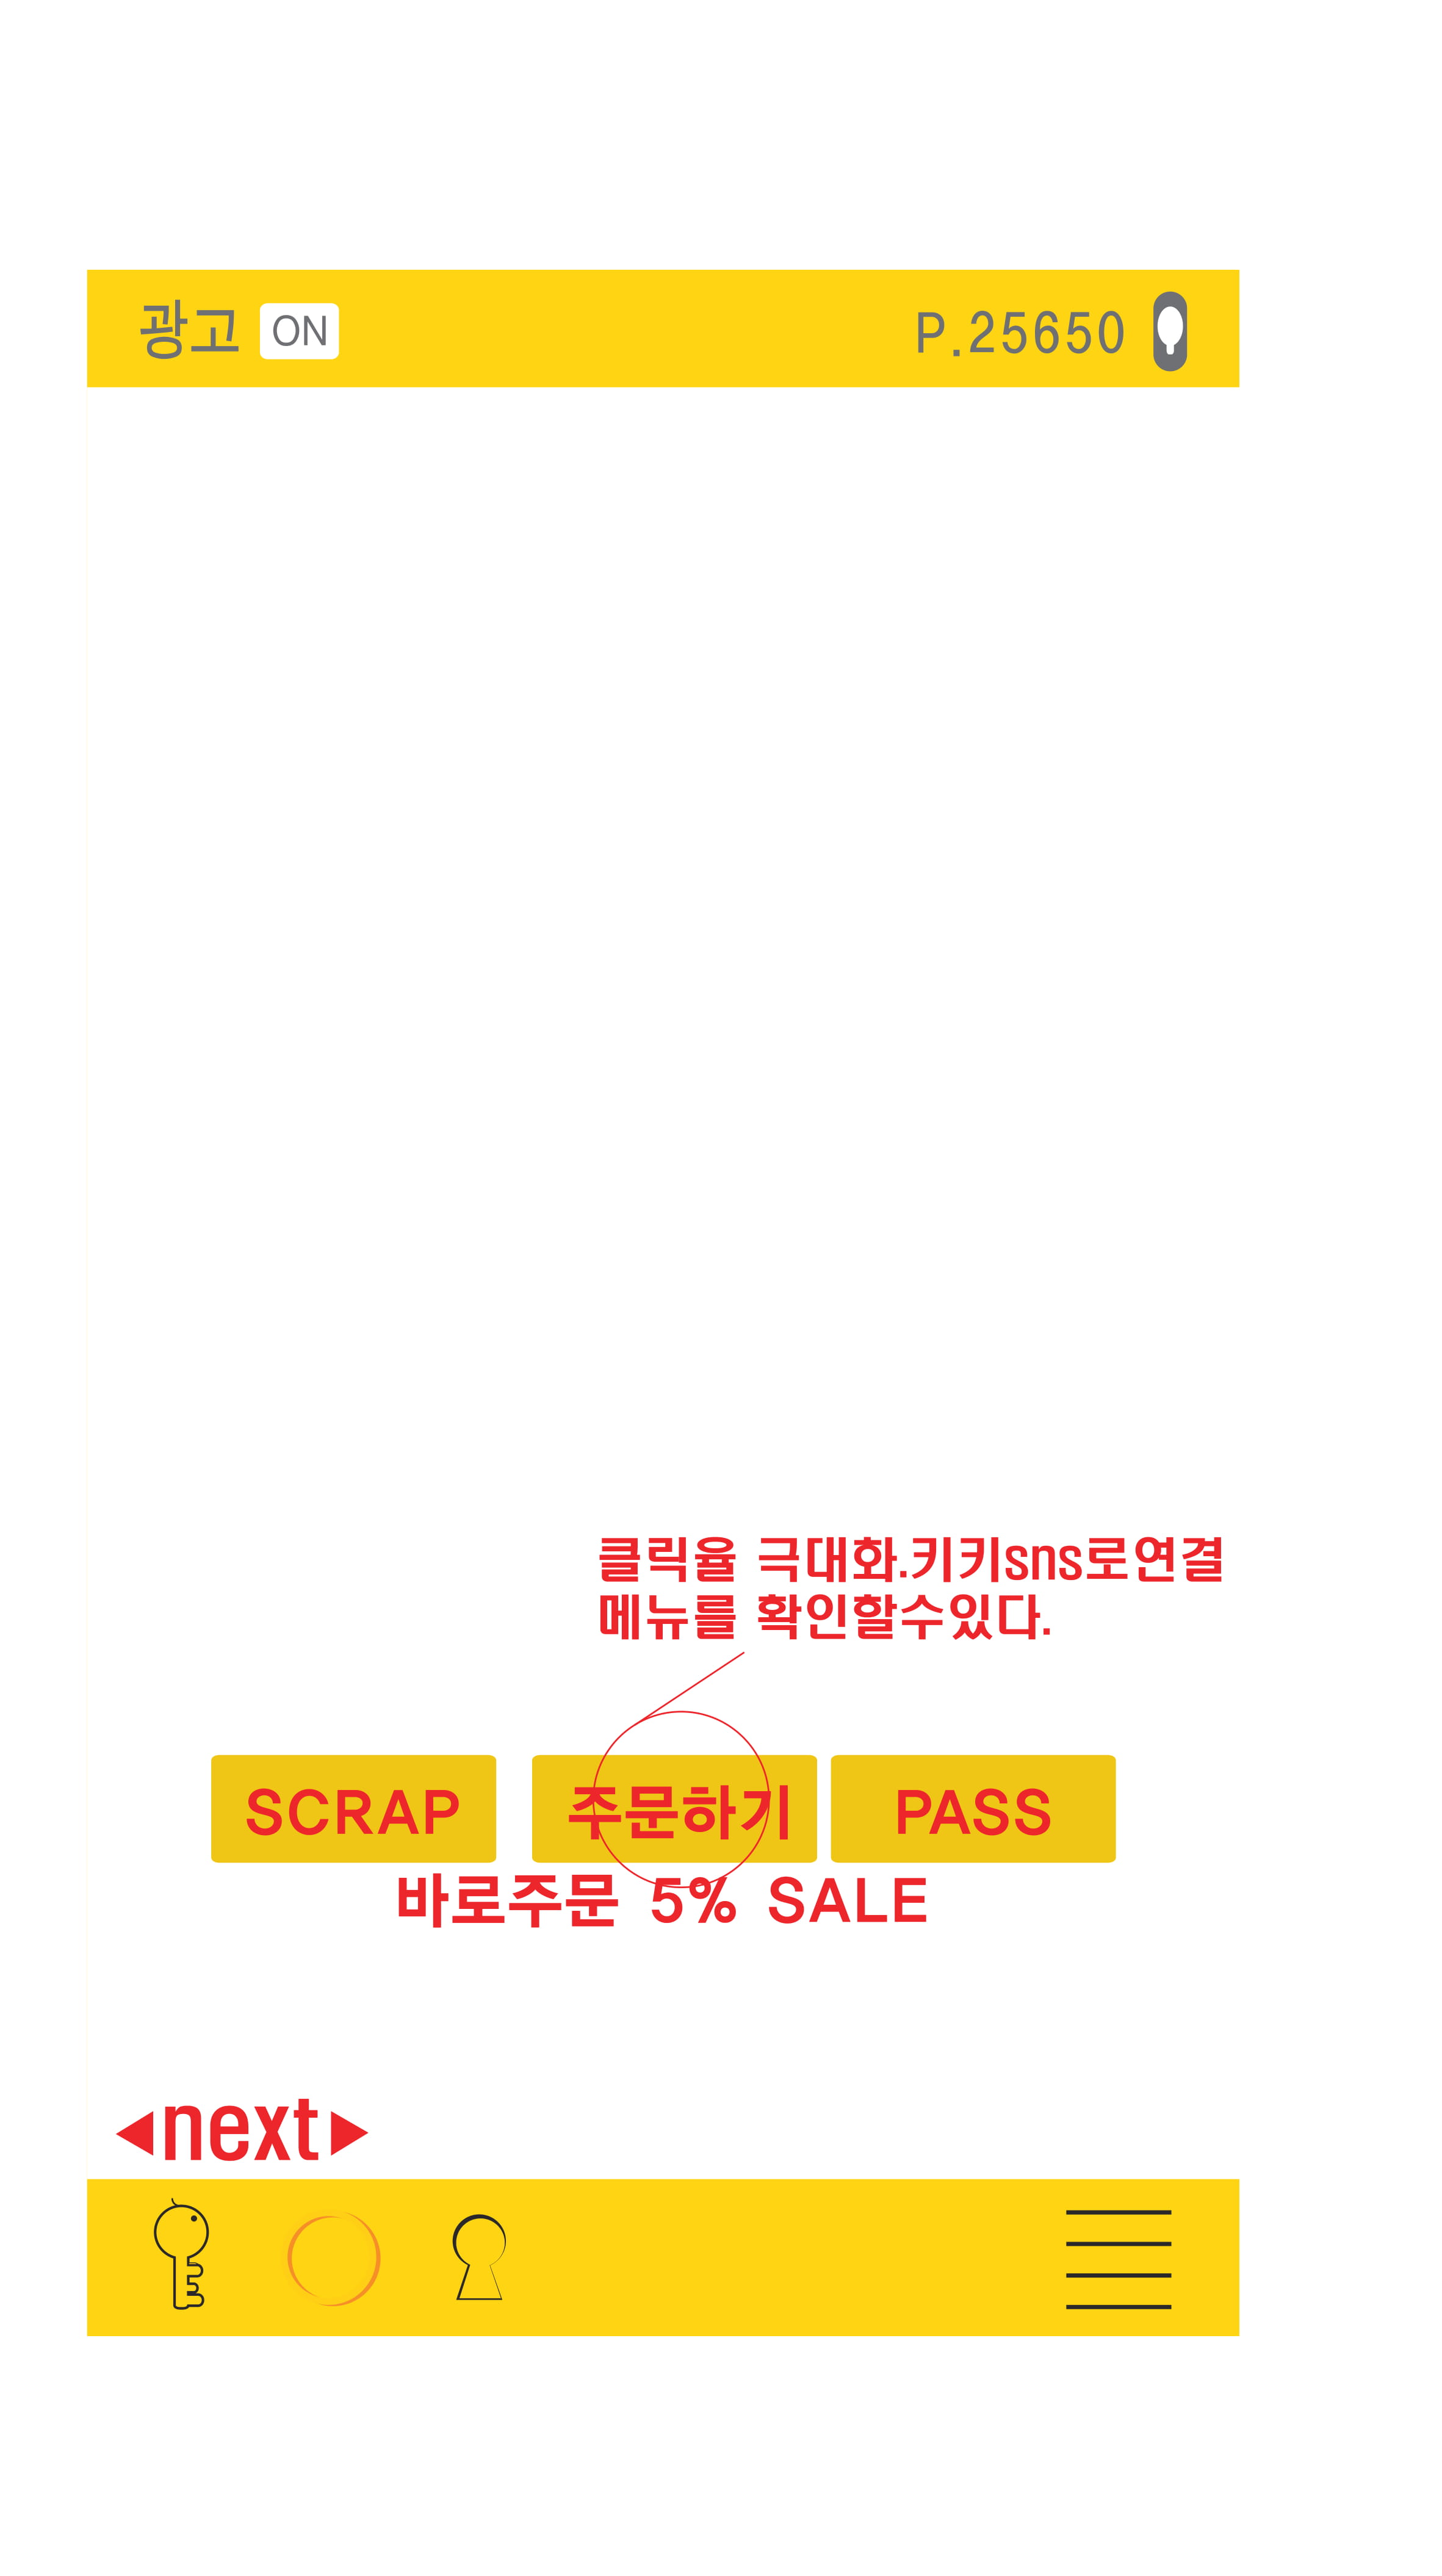 광고 ON P.25650
클릭율 극대화.키키sns로연결
메뉴를 확인할수있다.
SCRAP 주문하기 PASS
바로주문 5% SALE
◀next▶